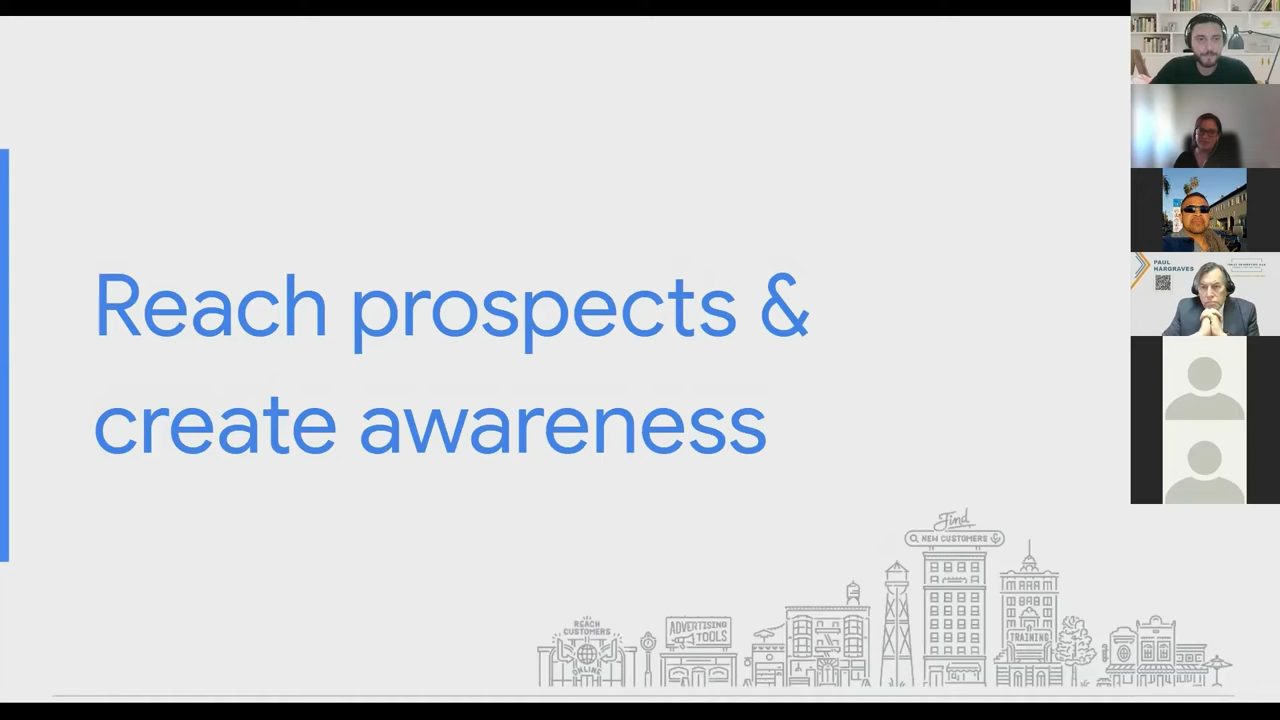 Reach prospects &
create awareness
Find
NEW CUSTOMERS
REACH
CUSTOMERS
ONLINE
ADVERTISING
TOOLS
TRAINING
PAUL
HARGRAVES